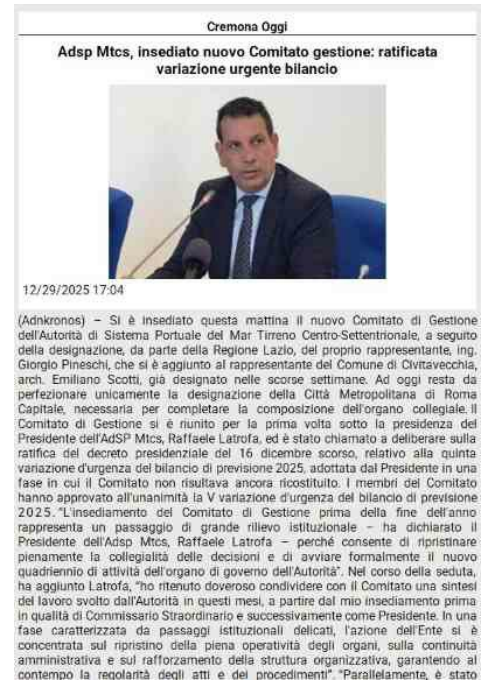 Cremona Oggi
Adsp Mtcs, insediato nuovo Comitato gestione: ratificata
variazione urgente bilancio
12/29/2025 17:04
(Adnkronos) – Si è insediato questa mattina il nuovo Comitato di Gestione
dell'Autorità di Sistema Portuale del Mar Tirreno Centro-Settentrionale, a seguito
della designazione, da parte della Regione Lazio, del proprio rappresentante, ing.
Giorgio Pineschi, che si è aggiunto al rappresentante del Comune di Civitavecchia,
arch. Emiliano Scotti, già designato nelle scorse settimane. Ad oggi resta da
perfezionare unicamente la designazione della Città Metropolitana di Roma
Capitale, necessaria per completare la composizione dell'organo collegiale. Il
Comitato di Gestione si è riunito per la prima volta sotto la presidenza del
Presidente dell'AdSP Mtcs, Raffaele Latrofa, ed è stato chiamato a deliberare sulla
ratifica del decreto presidenziale del 16 dicembre scorso, relativo alla quinta
variazione d'urgenza del bilancio di previsione 2025, adottata dal Presidente in una
fase in cui il Comitato non risultava ancora ricostituito. I membri del Comitato
hanno approvato all'unanimità la V variazione d'urgenza del bilancio di previsione
2025. "L'insediamento del Comitato di Gestione prima della fine dell'anno
rappresenta un passaggio di grande rilievo istituzionale – ha dichiarato il
Presidente dell'Adsp Mtcs, Raffaele Latrofa – perché consente di ripristinare
pienamente la collegialità delle decisioni e di avviare formalmente il nuovo
quadriennio di attività dell'organo di governo dell'Autorità". Nel corso della seduta,
ha aggiunto Latrofa, "ho ritenuto doveroso condividere con il Comitato una sintesi
del lavoro svolto dall'Autorità in questi mesi, a partire dal mio insediamento prima
in qualità di Commissario Straordinario e successivamente come Presidente. In una
fase caratterizzata da passaggi istituzionali delicati, l'azione dell'Ente si è
concentrata sul ripristino della piena operatività degli organi, sulla continuità
amministrativa e sul rafforzamento della struttura organizzativa, garantendo al
contempo la regolarità degli atti e dei procedimenti". "Parallelamente, è stato